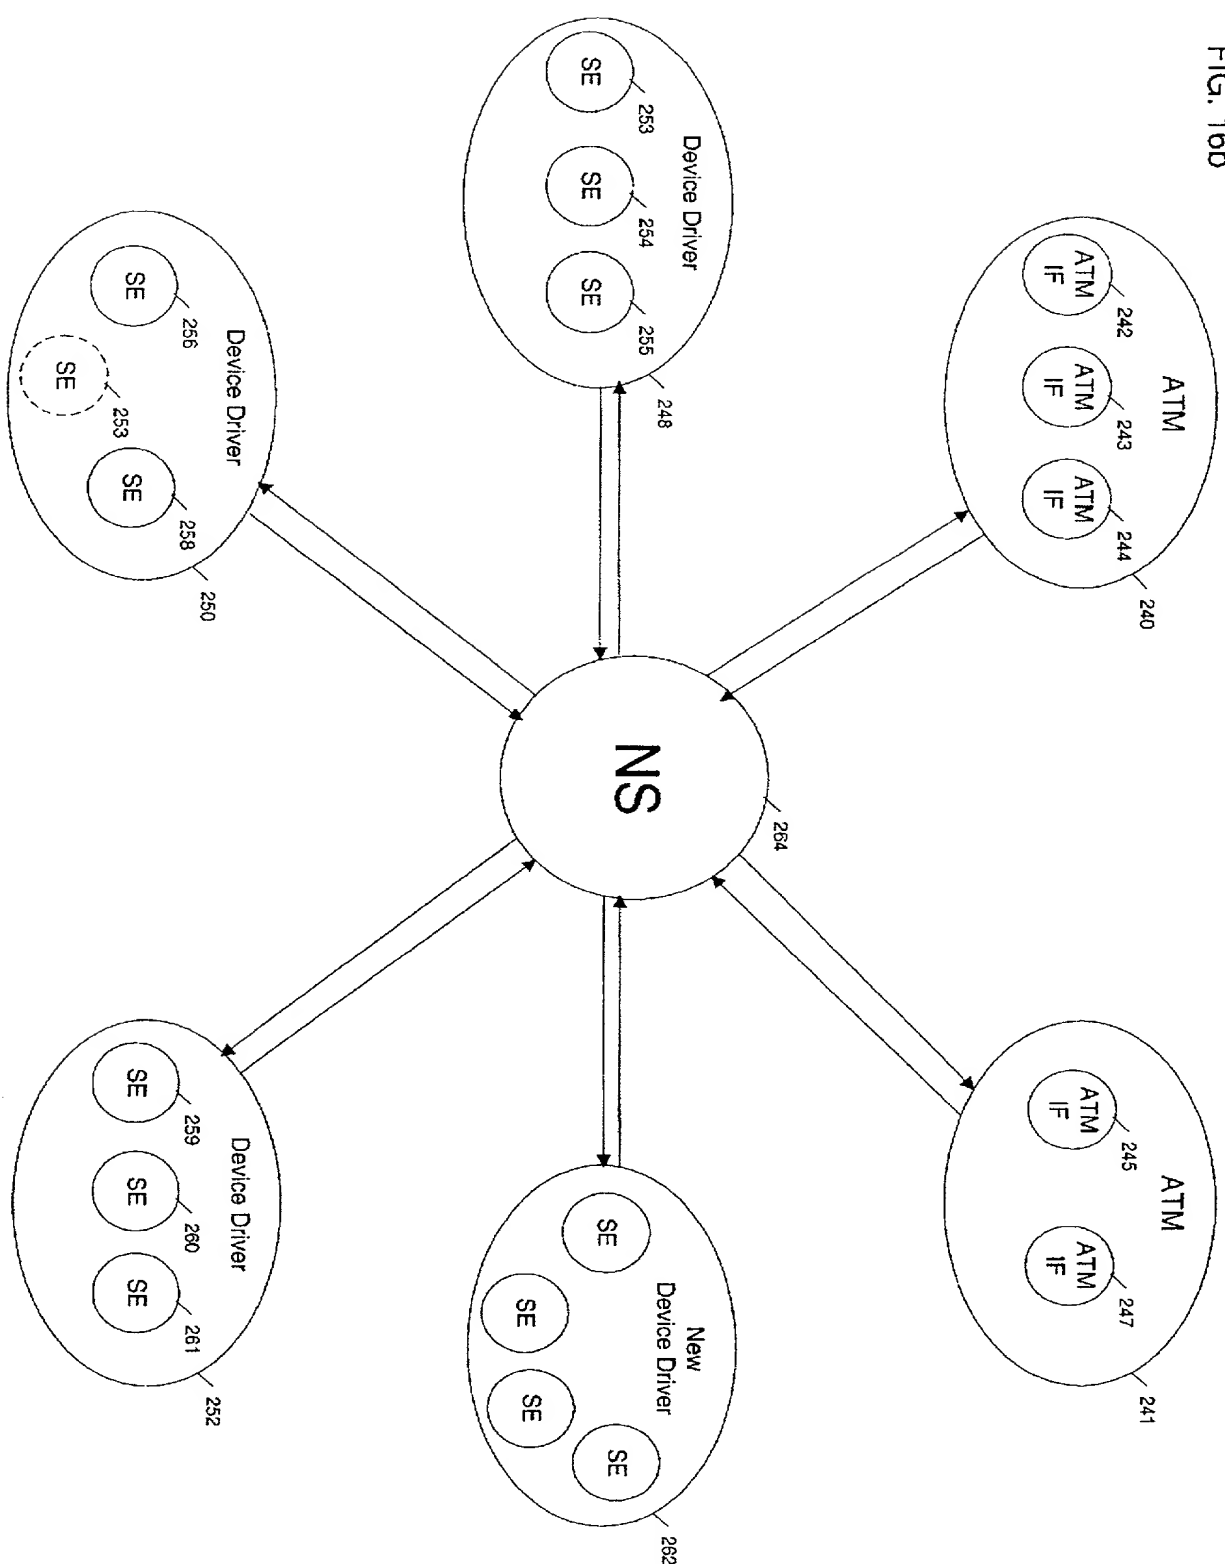 FIG. 16b
ATM
ATM
IF
242
ATM
IF
243
ATM
IF
244
240
ATM
ATM
IF
245
ATM
IF
247
241
Device Driver
SE
253
SE
254
SE
255
248
NS
264
New
Device Driver
SE
SE
SE
SE
262
Device Driver
SE
256
SE
253
SE
258
250
Device Driver
SE
259
SE
260
SE
261
252